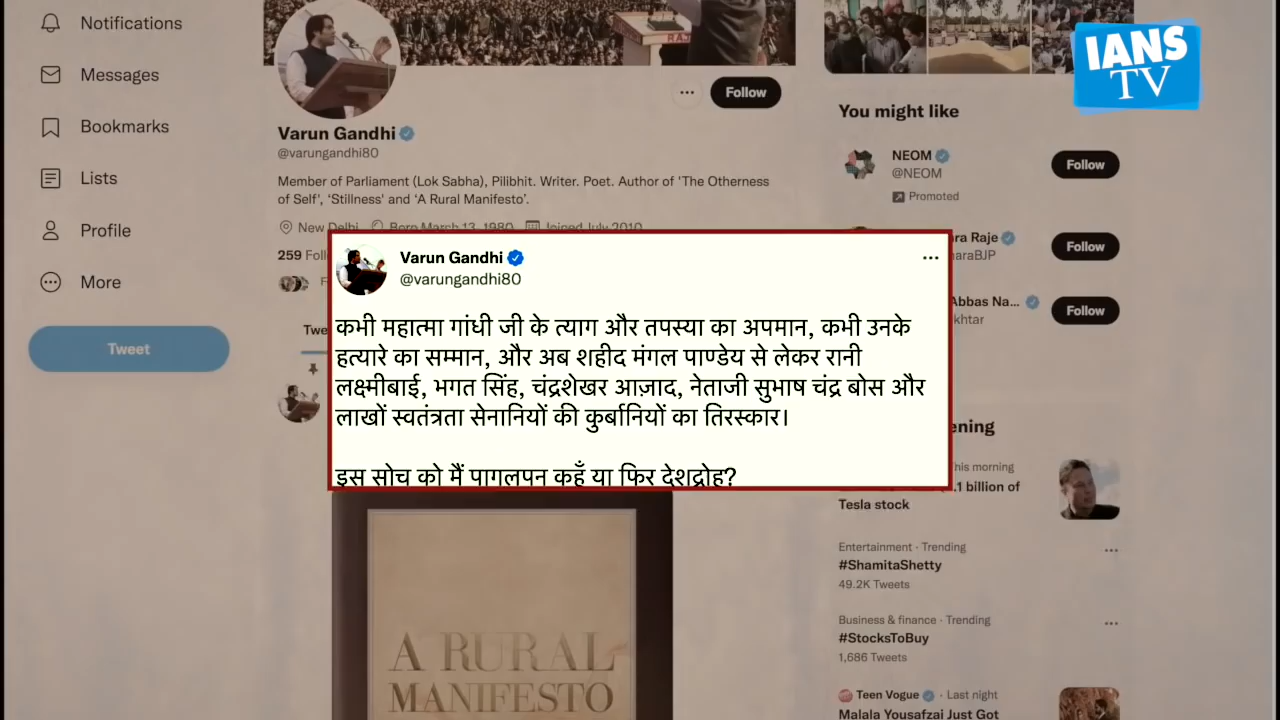 Notifications
Messages
Bookmarks
Lists
Profile
More
Tweet
RAJ
Follow
Varun Gandhi
@varungandhi80
Member of Parliament (Lok Sabha), Pilibhit. Writer. Poet. Author of 'The Otherness
of Self', 'Stillness' and 'A Rural Manifesto'.
New Delhi Born March 13, 1980 Joined July 2010
259 Foll
F
Twe
Varun Gandhi
@varungandhi80
कभी महात्मा गांधी जी के त्याग और तपस्या का अपमान, कभी उनके
हत्यारे का सम्मान, और अब शहीद मंगल पाण्डेय से लेकर रानी
लक्ष्मीबाई, भगत सिंह, चंद्रशेखर आज़ाद, नेताजी सुभाष चंद्र बोस और
लाखों स्वतंत्रता सेनानियों की कुर्बानियों का तिरस्कार।
इस सोच को मैं पागलपन कहूँ या फिर देशद्रोह?
A RURAL
MANIFESTO
IANS
TV
You might like
NEOM
@NEOM
Follow
Promoted
ara Raje
haraBJP
Follow
Abbas Na...
khtar
Follow
ening
his morning
.1 billion of
Tesla stock
Entertainment · Trending
#ShamitaShetty
49.2K Tweets
Business & finance · Trending
#StocksToBuy
1,686 Tweets
Teen Vogue · Last night
Malala Yousafzai Just Got